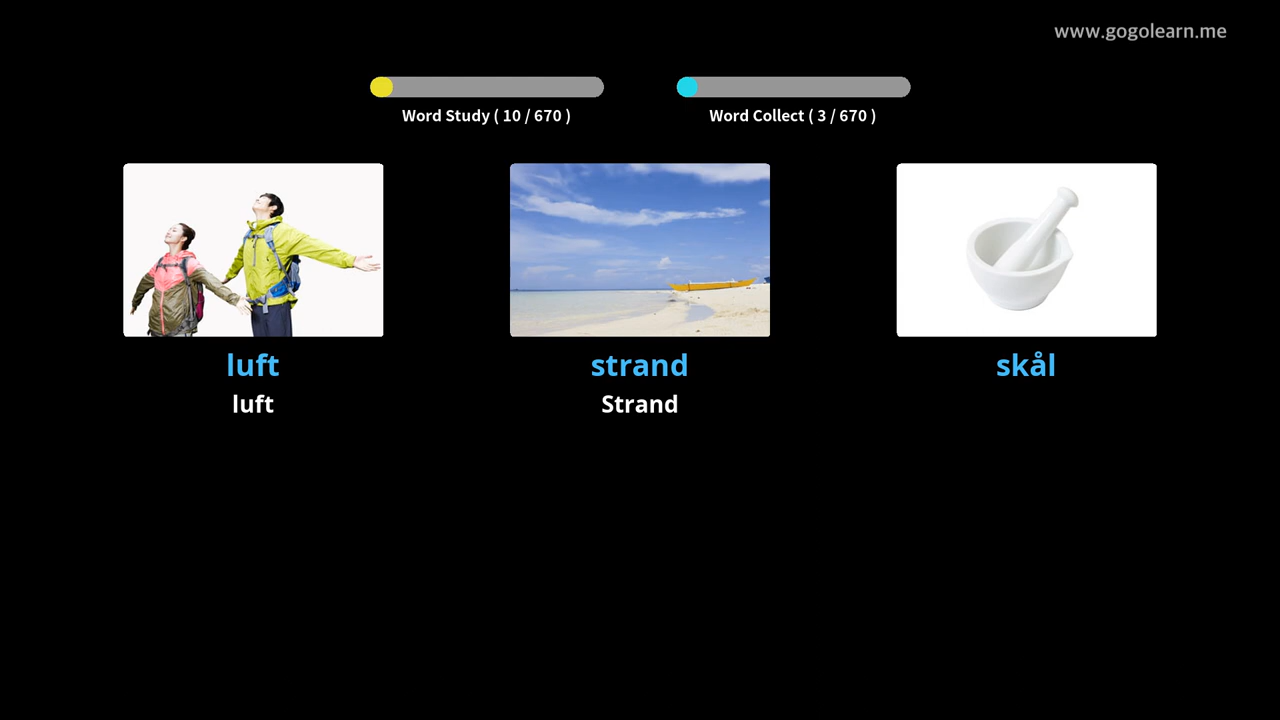 www.gogolearn.me
Word Study ( 10 / 670 )
Word Collect ( 3 / 670 )
luft
strand
skål
luft
Strand